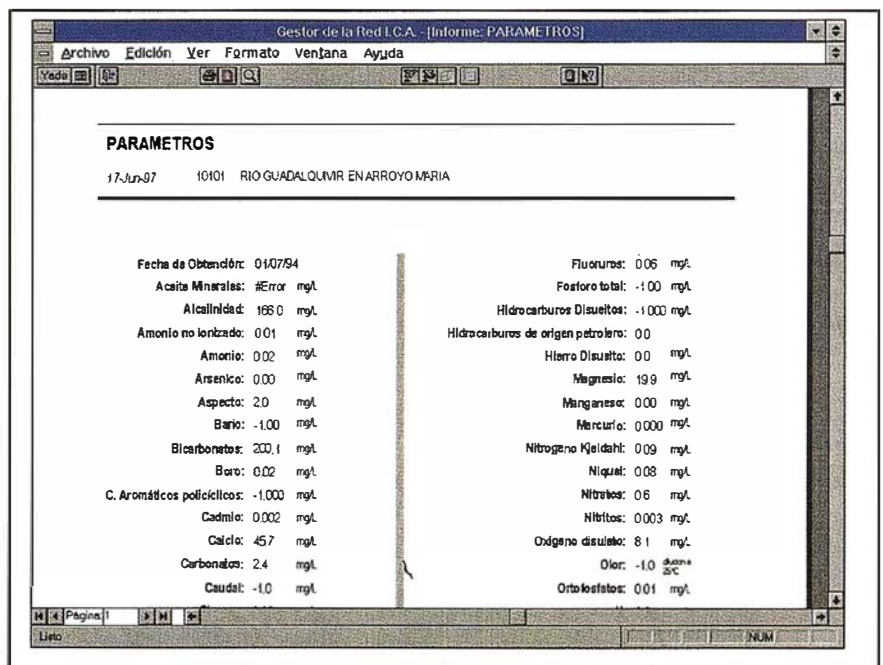 Gestor de la Red I.C.A. - [Informe: PARAMETROS]
Archivo Edición Ver Formato Ventana Ayuda
PARAMETROS
17-Jun-97 10101 RIO GUADALQUIVIR EN ARROYO MARIA
Fecha de Obtención: 01/07/94
Aceite Minerales: #Error mg/L
Alcalinidad: 166.0 mg/L
Amonio no ionizado: 0.01 mg/L
Amonio: 0.02 mg/L
Arsenico: 0.00 mg/L
Aspecto: 2.0 mg/L
Bario: -1.00 mg/L
Bicarbonatos: 200.1 mg/L
Boro: 0.02 mg/L
C. Aromáticos policíclicos: -1.000 mg/L
Cadmio: 0.002 mg/L
Calcio: 45.7 mg/L
Carbonatos: 2.4 mg/L
Caudal: -1.0 mg/L
Fluoruros: 0.06 mg/L
Fosforo total: -1.00 mg/L
Hidrocarburos Disueltos: -1.000 mg/L
Hidrocarburos de origen petrolero: 0.0
Hierro Disuelto: 0.0 mg/L
Magnesio: 19.9 mg/L
Manganeso: 0.00 mg/L
Mercurio: 0.000 mg/L
Nitrogeno Kjeldahl: 0.09 mg/L
Niquel: 0.08 mg/L
Nitratos: 0.6 mg/L
Nitritos: 0.003 mg/L
Oxigeno disuleto: 8.1 mg/L
Olor: -1.0 25ºC
Ortofosfatos: 0.01 mg/L
Página: 1
Listo NUM